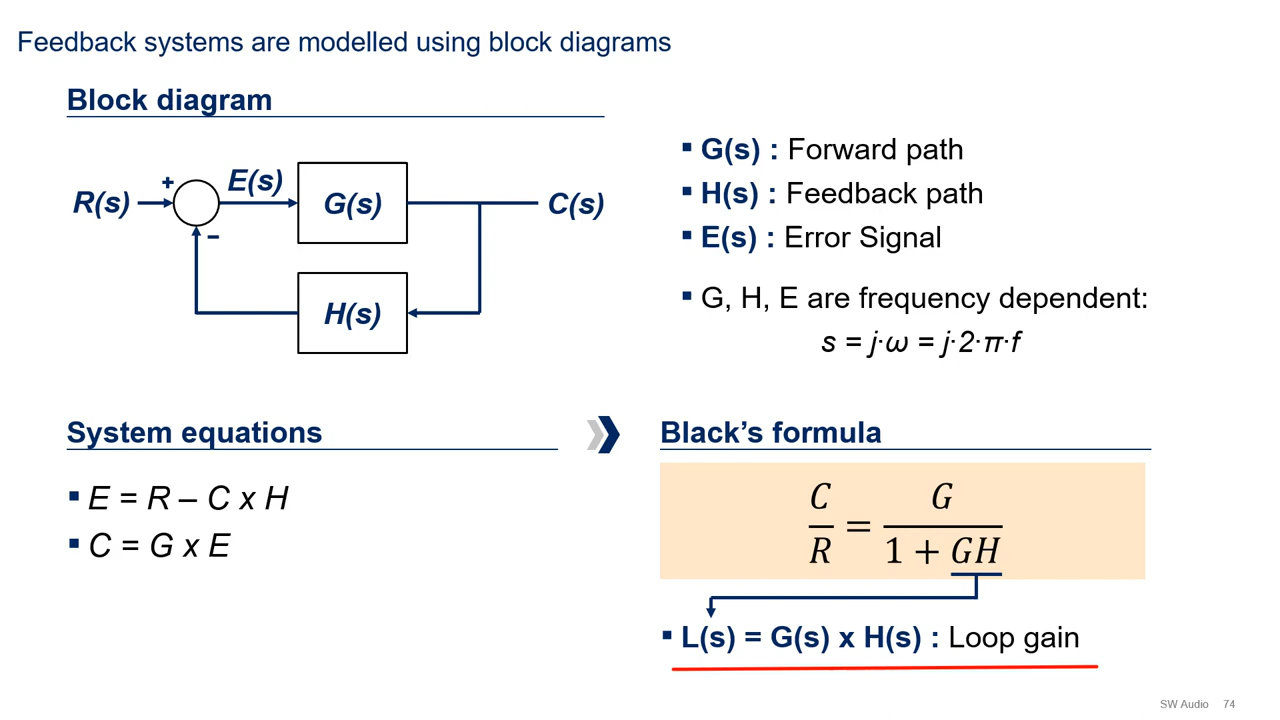 Feedback systems are modelled using block diagrams
Block diagram
+
R(s)
E(s)
G(s)
C(s)
–
H(s)
▪ G(s) : Forward path
▪ H(s) : Feedback path
▪ E(s) : Error Signal
▪ G, H, E are frequency dependent:
s = j·ω = j·2·π·f
System equations
▪ E = R – C x H
▪ C = G x E
Black’s formula
C/R = G/(1 + GH)
▪ L(s) = G(s) x H(s) : Loop gain
SW Audio 74